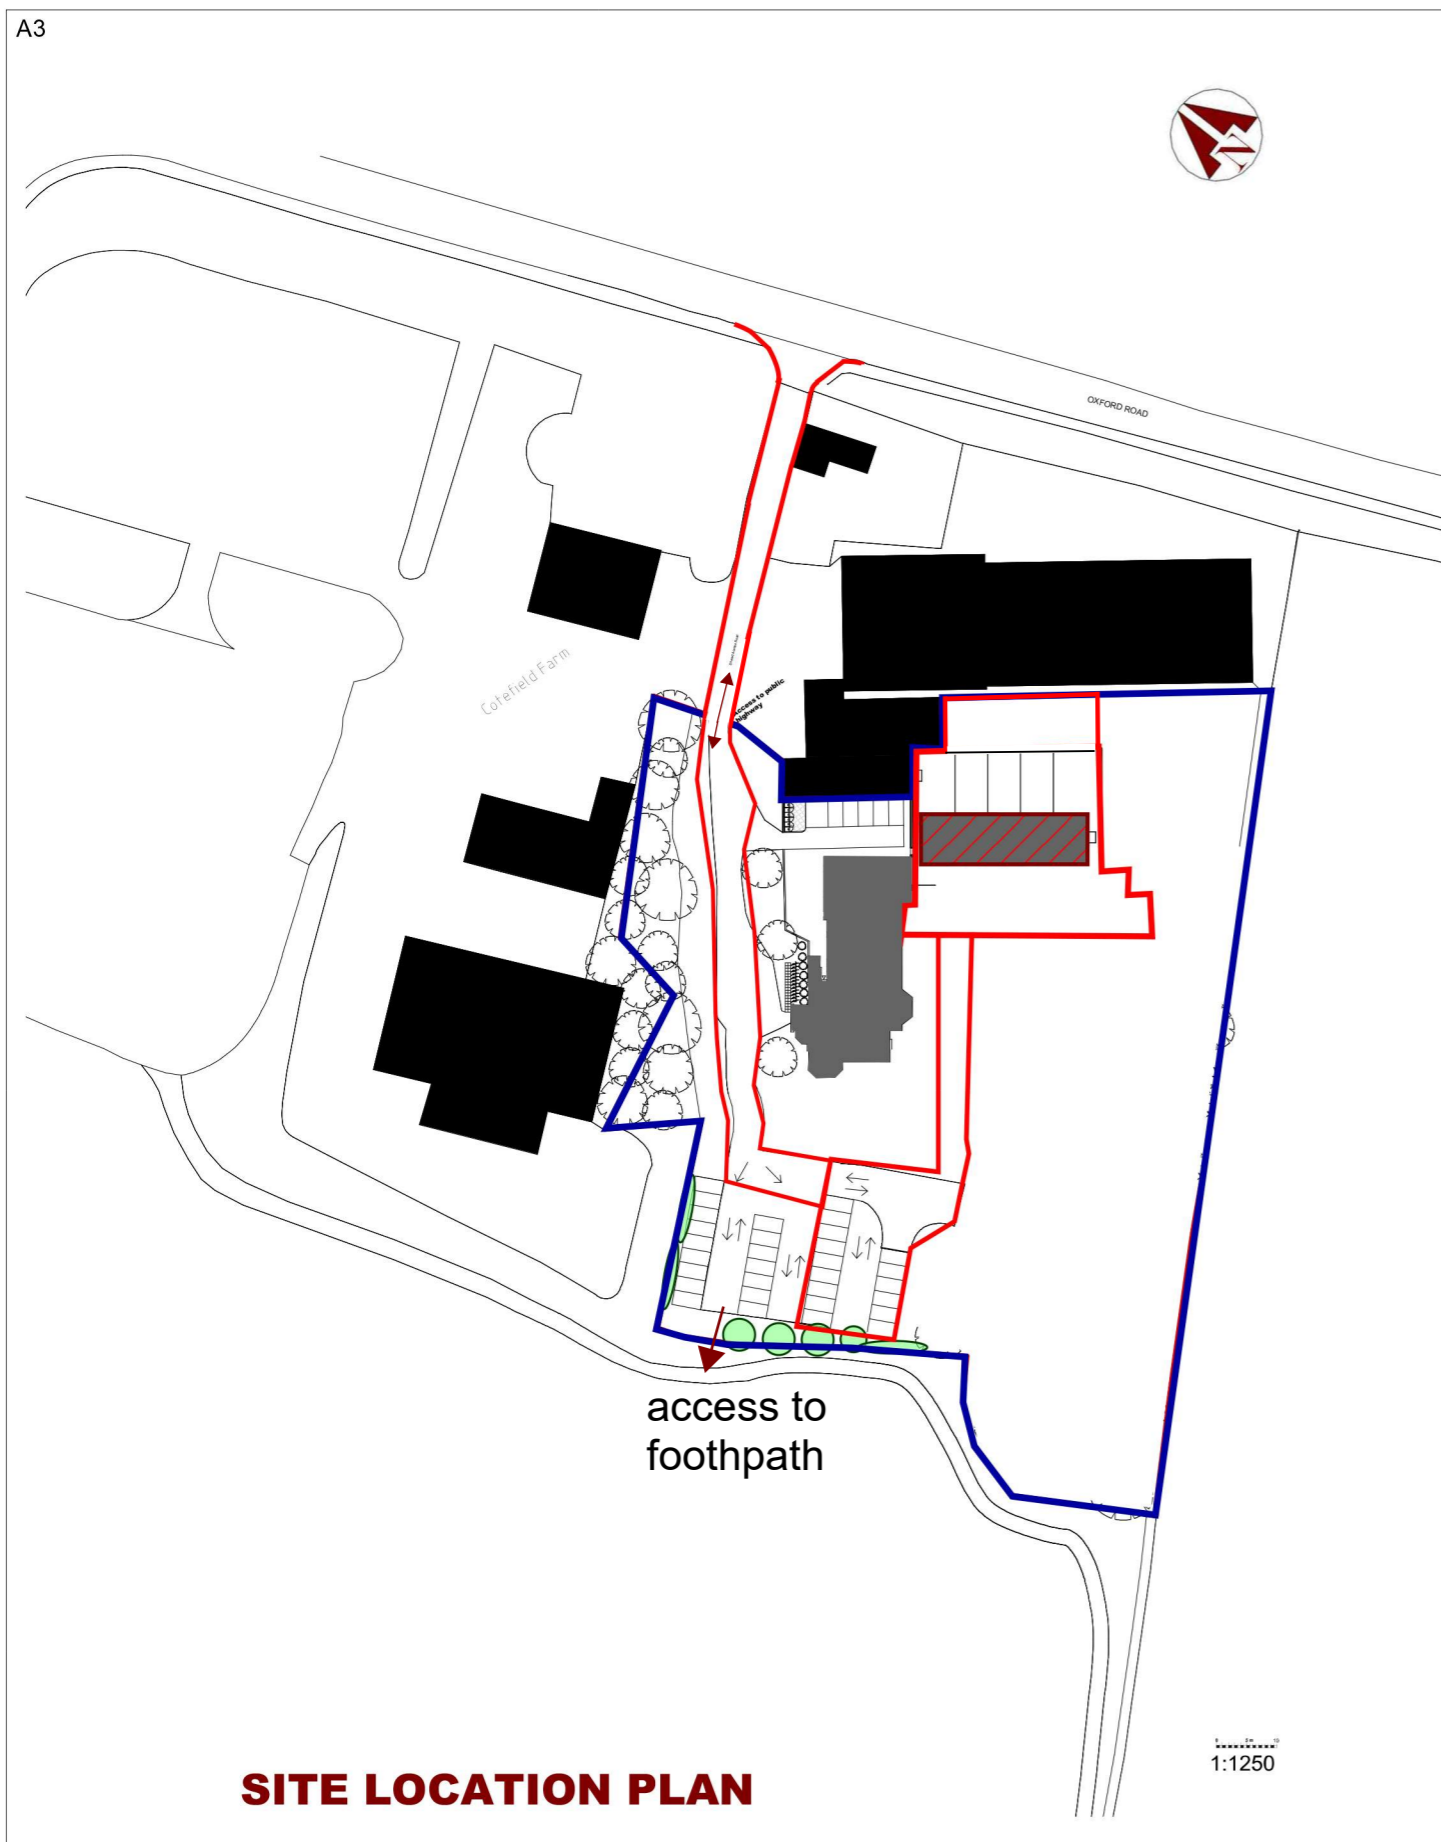 A3
OXFORD ROAD
Cotefield Farm
Access to public
highway
access to
foothpath
1:1250
SITE LOCATION PLAN